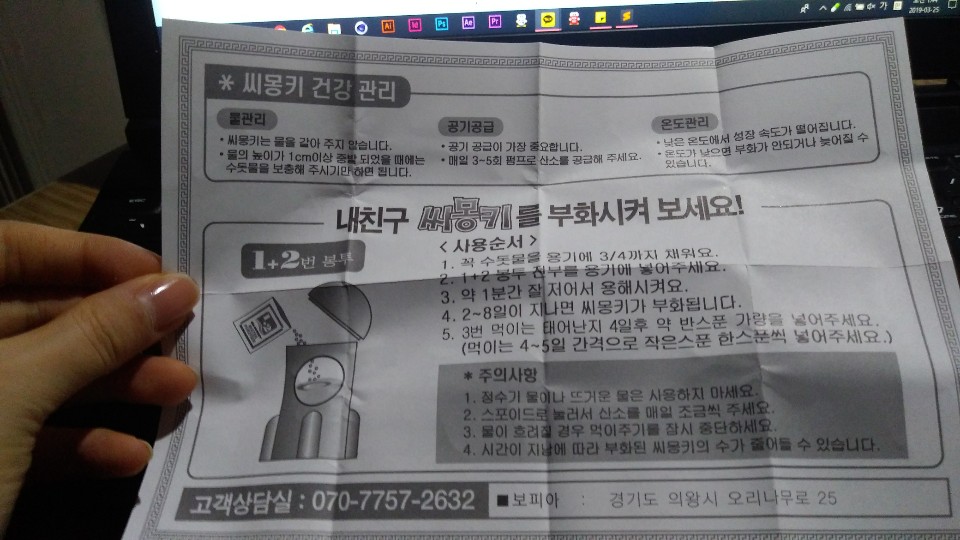 2019-03-25
Ai
Id
Ps
Ae
Pr
가
* 씨몽키 건강 관리
물관리
• 씨몽키는 물을 갈아 주지 않습니다.
• 물의 높이가 1cm이상 증발 되었을 때에는
수돗물을 보충해 주시기만 하면 됩니다.
공기공급
• 공기 공급이 가장 중요합니다.
• 매일 3~5회 펌프로 산소를 공급해 주세요.
온도관리
• 낮은 온도에서 성장 속도가 떨어집니다.
• 온도가 낮으면 부화가 안되거나 늦어질 수
있습니다.
내친구 씨몽키를 부화시켜 보세요!
1+2번 봉투
<사용순서>
1. 꼭 수돗물을 용기에 3/4까지 채워요.
2. 1+2 봉투 전부를 용기에 넣어주세요.
3. 약 1분간 잘 저어서 용해시켜요.
4. 2~8일이 지나면 씨몽키가 부화됩니다.
5. 3번 먹이는 태어난지 4일후 약 반스푼 가량을 넣어주세요.
(먹이는 4~5일 간격으로 작은스푼 한스푼씩 넣어주세요.)
* 주의사항
1. 정수기 물이나 뜨거운 물은 사용하지 마세요.
2. 스포이드로 눌러서 산소를 매일 조금씩 주세요.
3. 물이 흐려질 경우 먹이주기를 잠시 중단하세요.
4. 시간이 지남에 따라 부화된 씨몽키의 수가 줄어들 수 있습니다.
고객상담실 : 070-7757-2632
■보피아 : 경기도 의왕시 오리나무로 25